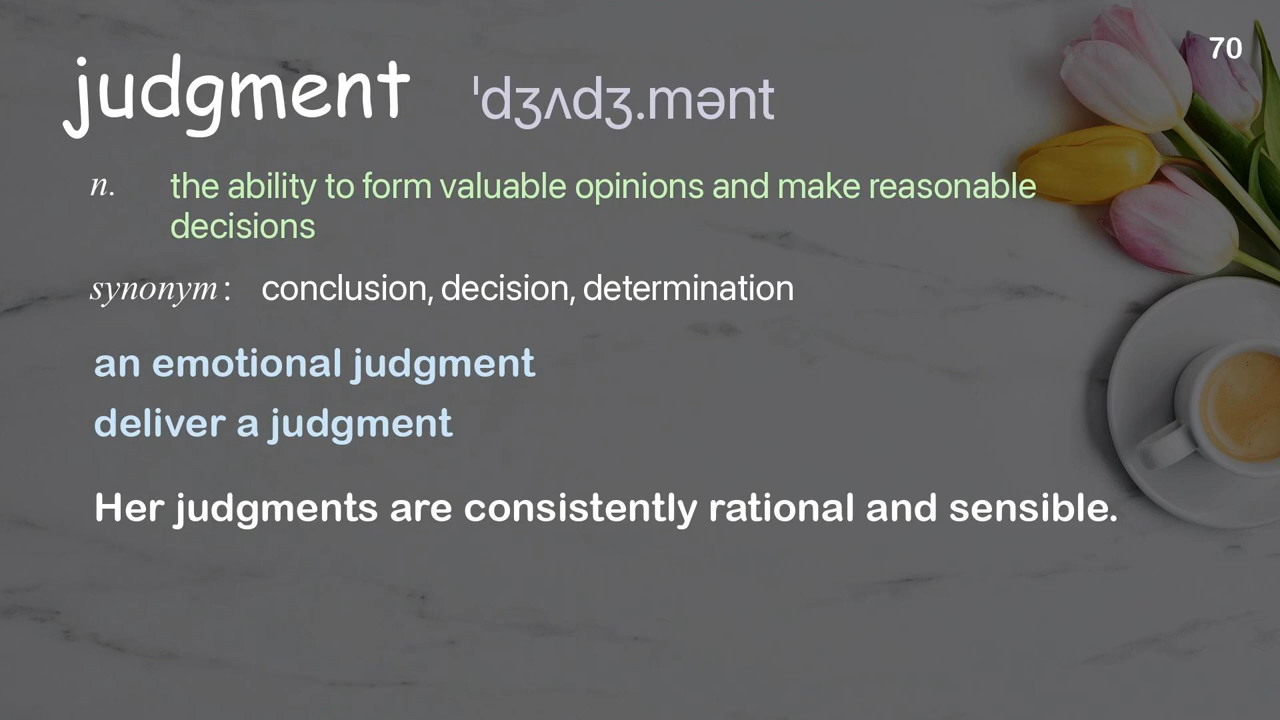 70
judgment ˈdʒʌdʒ.mənt
n. the ability to form valuable opinions and make reasonable
decisions
synonym : conclusion, decision, determination
an emotional judgment
deliver a judgment
Her judgments are consistently rational and sensible.